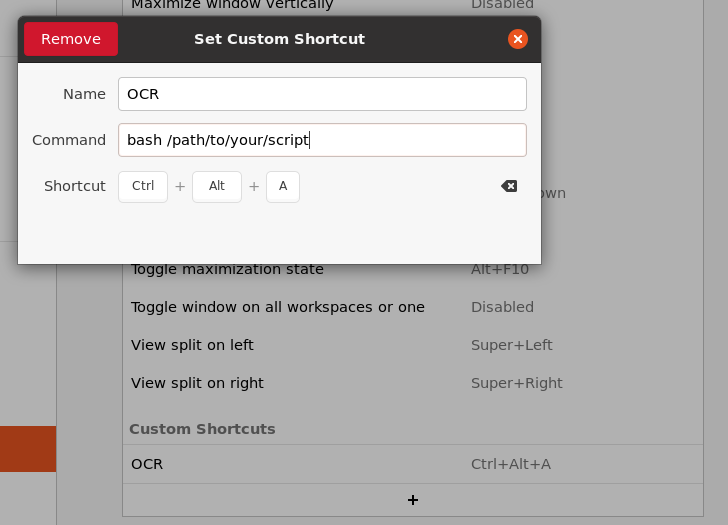 Maximize window vertically Disabled
Remove Set Custom Shortcut
Name OCR
Command bash /path/to/your/script
Shortcut Ctrl + Alt + A
own
Toggle maximization state Alt+F10
Toggle window on all workspaces or one Disabled
View split on left Super+Left
View split on right Super+Right
Custom Shortcuts
OCR Ctrl+Alt+A
+